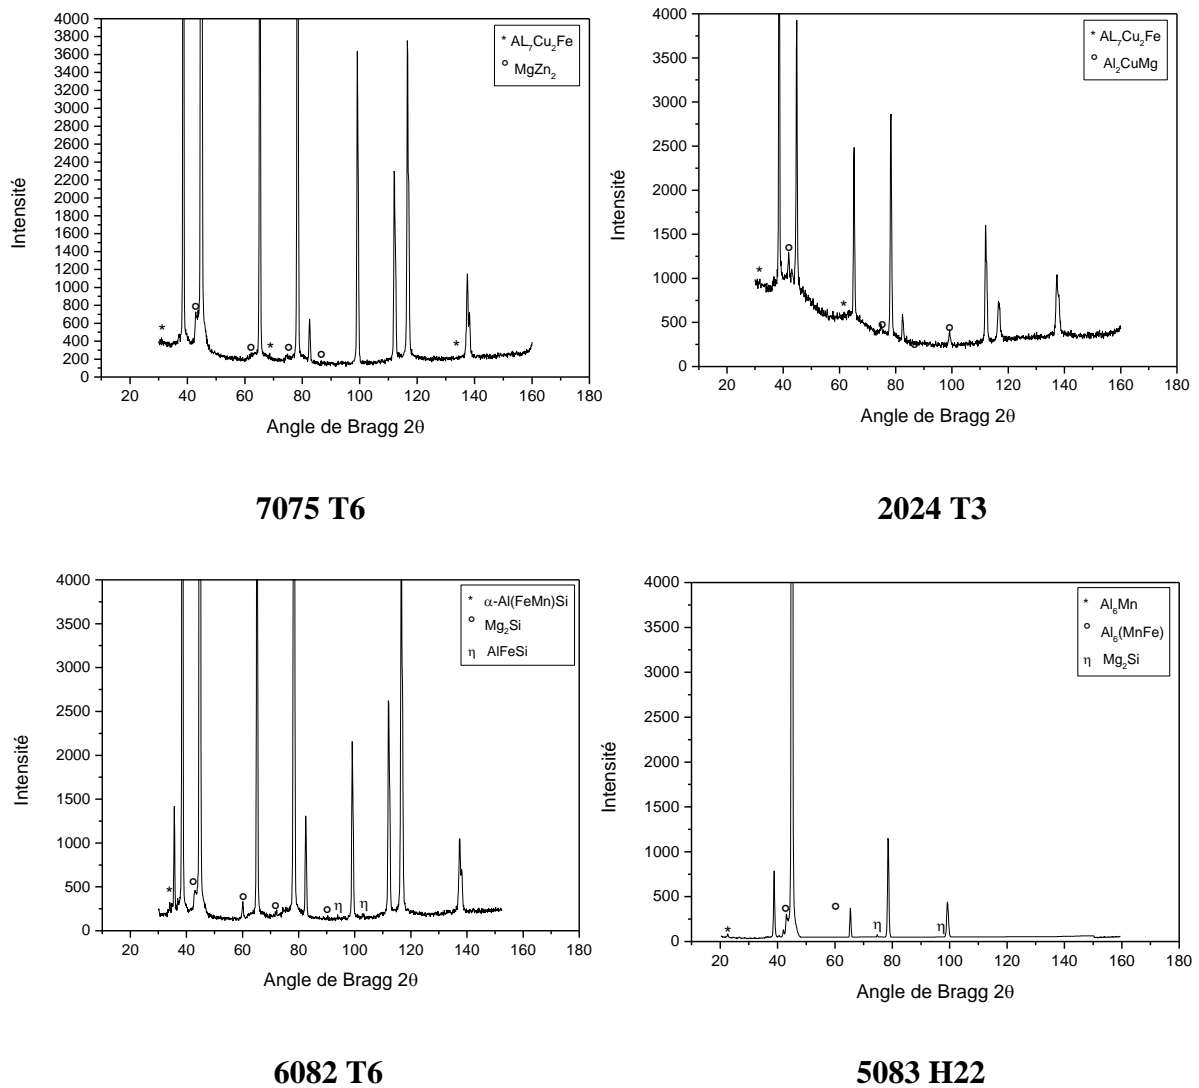 4000
3800
3600
3400
3200
3000
2800
2600
2400
2200
2000
1800
1600
1400
1200
1000
800
600
400
200
0
20 40 60 80 100 120 140 160 180
Intensité
Angle de Bragg 2θ
* AL7Cu2Fe
o MgZn2
7075 T6
4000
3500
3000
2500
2000
1500
1000
500
0
20 40 60 80 100 120 140 160 180
Intensité
Angle de Bragg 2θ
* AL7Cu2Fe
o Al2CuMg
2024 T3
4000
3500
3000
2500
2000
1500
1000
500
0
20 40 60 80 100 120 140 160 180
Intensité
Angle de Bragg 2θ
* α-Al(FeMn)Si
o Mg2Si
η AlFeSi
η η
6082 T6
4000
3500
3000
2500
2000
1500
1000
500
0
20 40 60 80 100 120 140 160 180
Intensité
Angle de Bragg 2θ
* Al6Mn
o Al6(MnFe)
η Mg2Si
η η
5083 H22